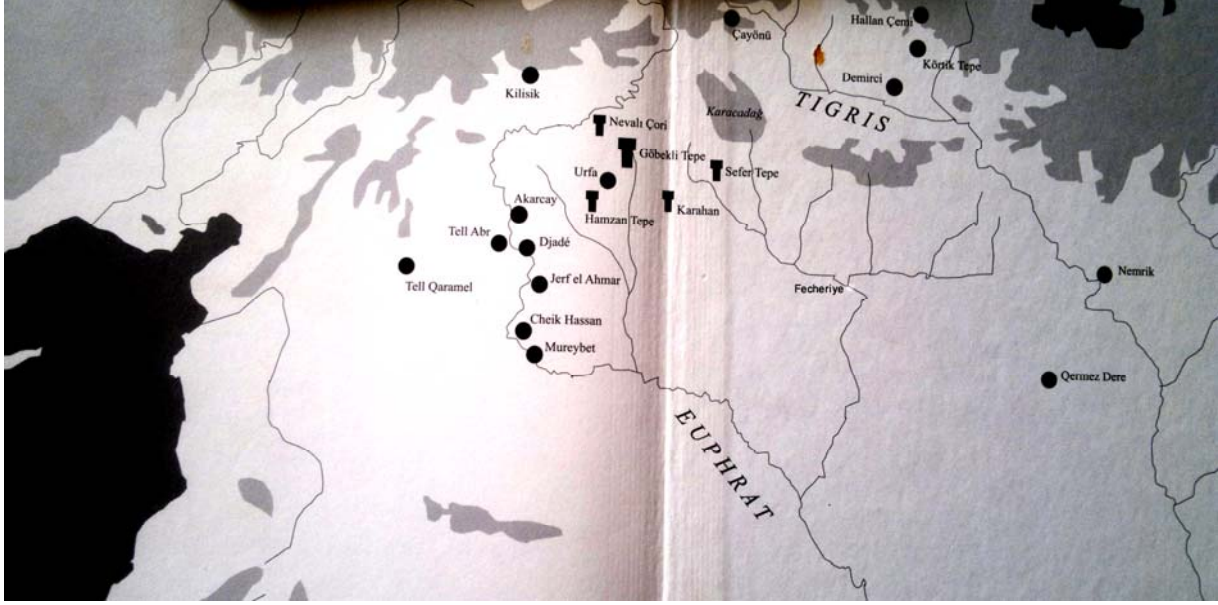 Hallan Çemi
Çayönü
Körtik Tepe
Kilisik
Demirci
Karacadağ
TIGRIS
Nevalı Çori
Göbekli Tepe
Urfa
Sefer Tepe
Akarcay
Hamzan Tepe
Karahan
Tell Abr
Djadé
Nemrik
Tell Qaramel
Jerf el Ahmar
Fecheriye
Cheik Hassan
Mureybet
Qermez Dere
EUPHRAT